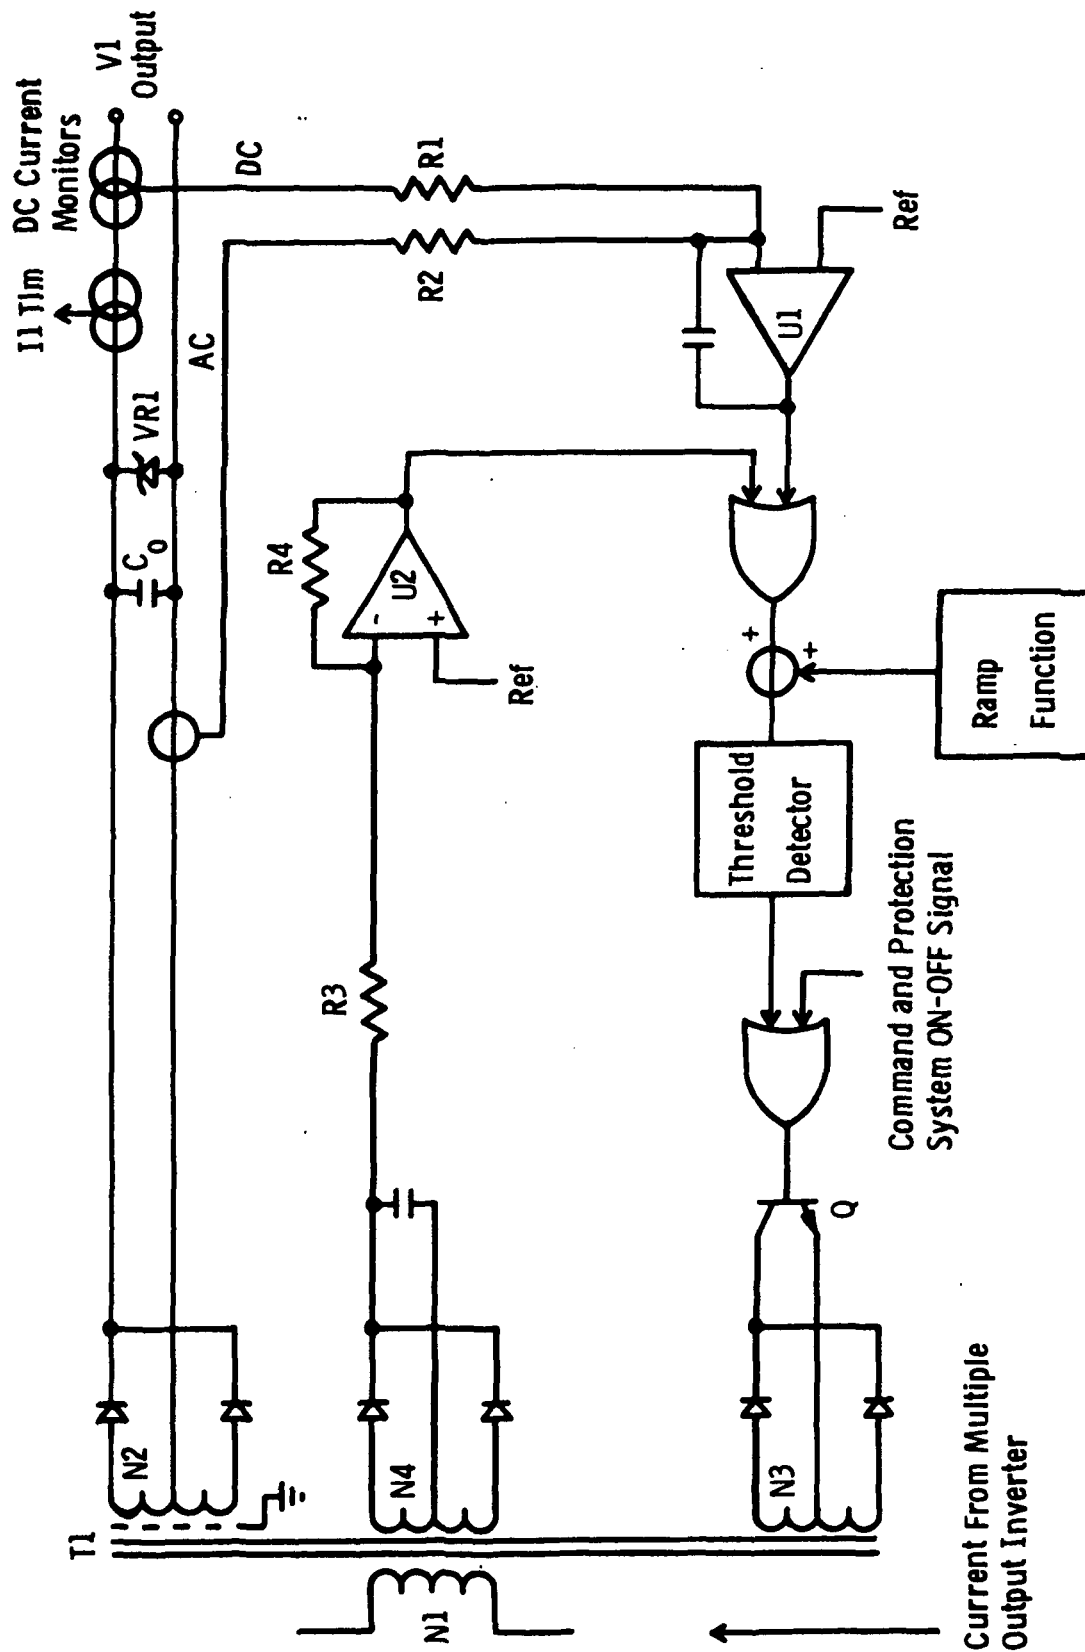 T1
N1
N2
N4
N3
Current From Multiple
Output Inverter
C0
VR1
I1 Tlm
DC Current
Monitors
V1
Output
AC
DC
R3
R4
R2
R1
U2
-
+
Ref
U1
Ref
Q
Command and Protection
System ON-OFF Signal
Threshold
Detector
+
+
Ramp
Function